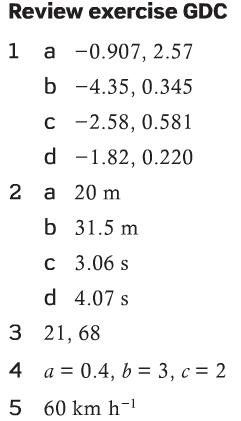 Review exercise GDC
1 a −0.907, 2.57
b −4.35, 0.345
c −2.58, 0.581
d −1.82, 0.220
2 a 20 m
b 31.5 m
c 3.06 s
d 4.07 s
3 21, 68
4 a = 0.4, b = 3, c = 2
5 60 km h⁻¹